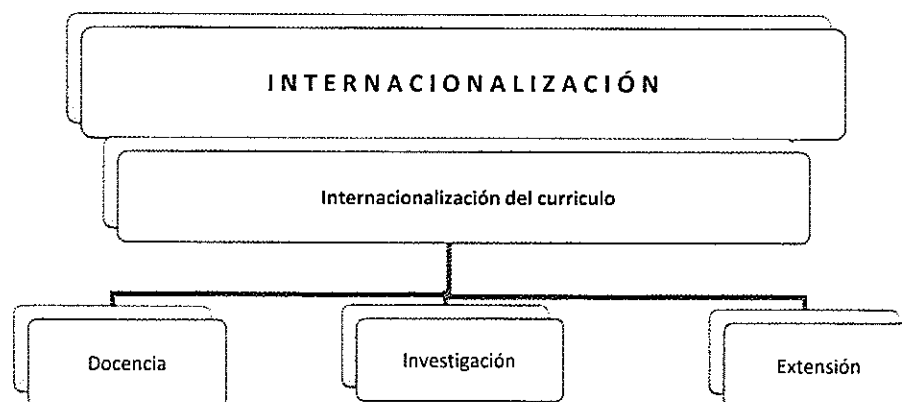 INTERNACIONALIZACIÓN
Internacionalización del curriculo
Docencia
Investigación
Extensión